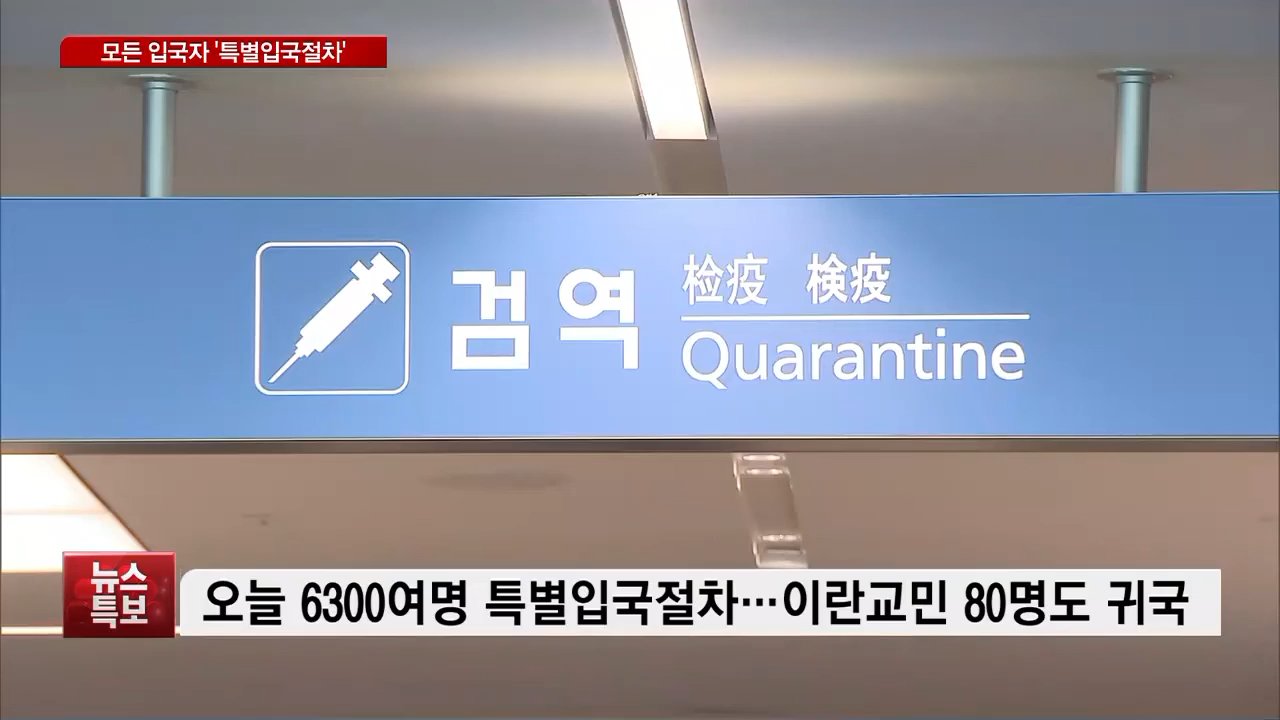 모든 입국자 '특별입국절차'
검역
检疫 検疫
Quarantine
뉴스
특보
오늘 6300여명 특별입국절차…이란교민 80명도 귀국